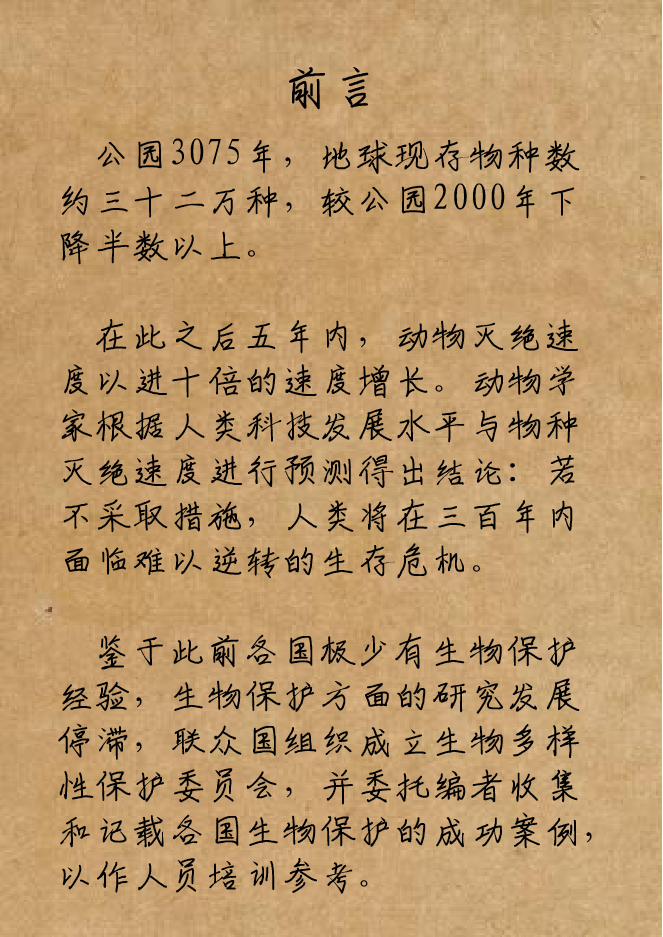 前言
公园3075年，地球现存物种数
约三十二万种，较公园2000年下
降半数以上。
在此之后五年内，动物灭绝速
度以进十倍的速度增长。动物学
家根据人类科技发展水平与物种
灭绝速度进行预测得出结论：若
不采取措施，人类将在三百年内
面临难以逆转的生存危机。
鉴于此前各国极少有生物保护
经验，生物保护方面的研究发展
停滞，联众国组织成立生物多样
性保护委员会，并委托编者收集
和记载各国生物保护的成功案例，
以作人员培训参考。